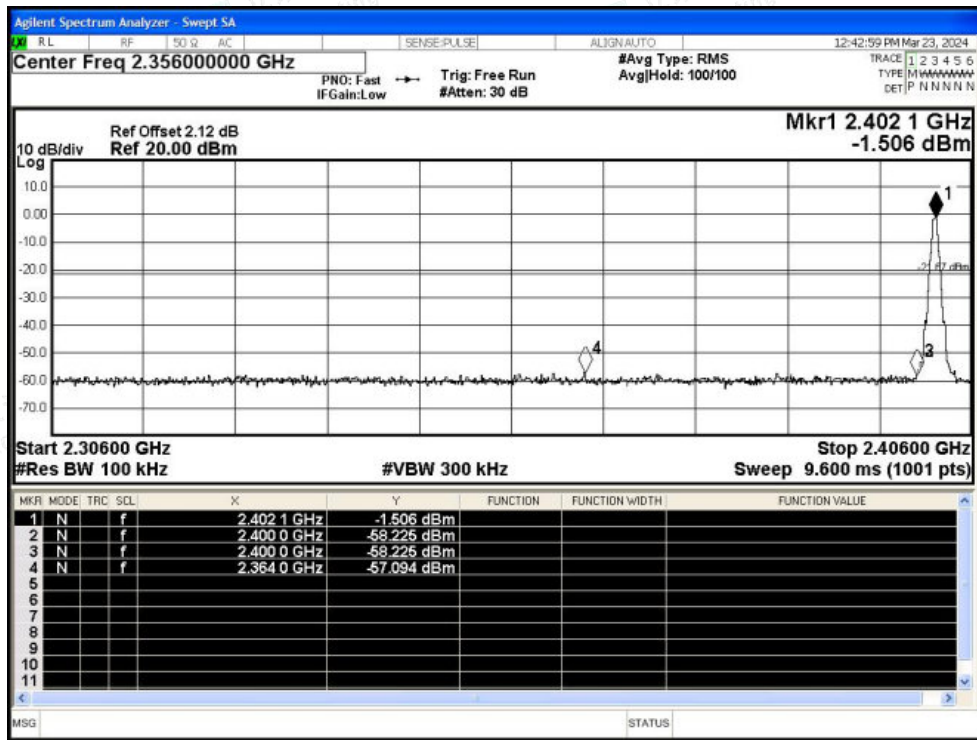 Agilent Spectrum Analyzer - Swept SA
LXI RL RF 50 Ω AC SENSE:PULSE ALIGNAUTO 12:42:59 PM Mar 23, 2024
Center Freq 2.356000000 GHz #Avg Type: RMS TRACE 1 2 3 4 5 6
PNO: Fast Trig: Free Run Avg|Hold: 100/100 TYPE M
IFGain:Low #Atten: 30 dB DET P N N N N N
Mkr1 2.402 1 GHz
Ref Offset 2.12 dB
10 dB/div Ref 20.00 dBm -1.506 dBm
Log
10.0
1
0.00
-10.0
-20.0
-30.0
-40.0
-50.0
4
3
-60.0
-70.0
Start 2.30600 GHz Stop 2.40600 GHz
#Res BW 100 kHz #VBW 300 kHz Sweep 9.600 ms (1001 pts)
MKR MODE TRC SCL X Y FUNCTION FUNCTION WIDTH FUNCTION VALUE
1 N f 2.402 1 GHz -1.506 dBm
2 N f 2.400 0 GHz -58.225 dBm
3 N f 2.400 0 GHz -58.225 dBm
4 N f 2.364 0 GHz -57.094 dBm
5
6
7
8
9
10
11
MSG STATUS